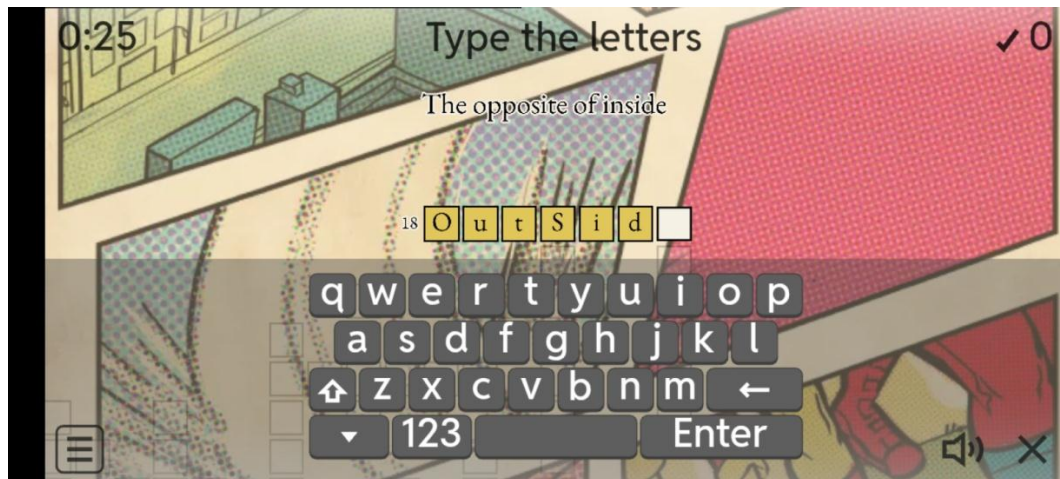 0:25 Type the letters ✓ 0
The opposite of inside
18 O u t S i d
q w e r t y u i o p
a s d f g h j k l
z x c v b n m ←
123 Enter